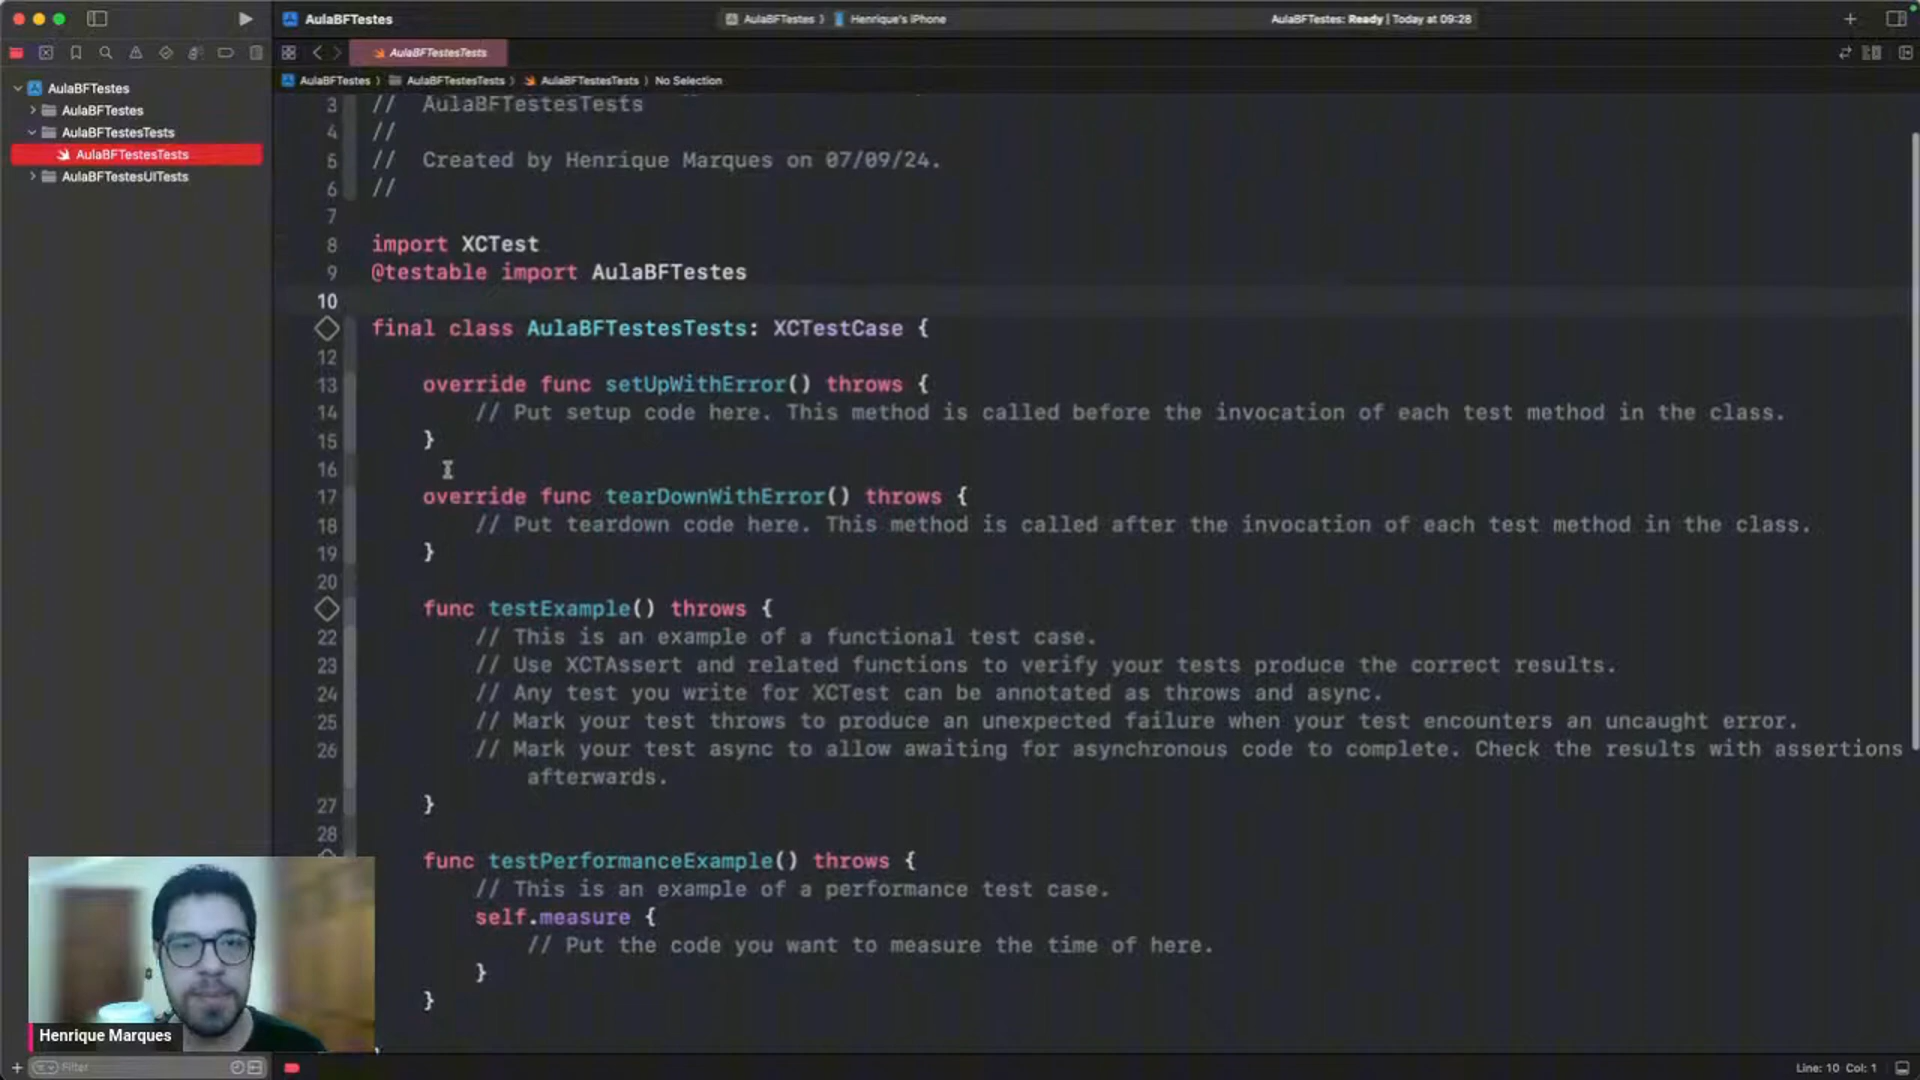 AulaBFTestes
AulaBFTestes 〉 Henrique's iPhone
AulaBFTestes: Ready | Today at 09:28
AulaBFTestesTests
AulaBFTestes 〉 AulaBFTestesTests 〉 AulaBFTestesTests 〉 No Selection
AulaBFTestes
AulaBFTestes
AulaBFTestesTests
AulaBFTestesTests
AulaBFTestesUITests
3 // AulaBFTestesTests
4 //
5 // Created by Henrique Marques on 07/09/24.
6 //
7
8 import XCTest
9 @testable import AulaBFTestes
10
final class AulaBFTestesTests: XCTestCase {
12
13 override func setUpWithError() throws {
14 // Put setup code here. This method is called before the invocation of each test method in the class.
15 }
16
17 override func tearDownWithError() throws {
18 // Put teardown code here. This method is called after the invocation of each test method in the class.
19 }
20
func testExample() throws {
22 // This is an example of a functional test case.
23 // Use XCTAssert and related functions to verify your tests produce the correct results.
24 // Any test you write for XCTest can be annotated as throws and async.
25 // Mark your test throws to produce an unexpected failure when your test encounters an uncaught error.
26 // Mark your test async to allow awaiting for asynchronous code to complete. Check the results with assertions
afterwards.
27 }
28
func testPerformanceExample() throws {
// This is an example of a performance test case.
self.measure {
// Put the code you want to measure the time of here.
}
}
Henrique Marques
Filter
Line: 10 Col: 1